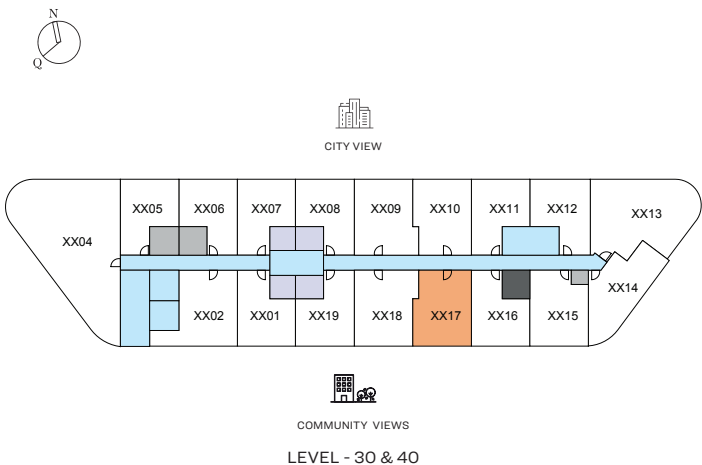 N
Q
CITY VIEW
XX05 XX06 XX07 XX08 XX09 XX10 XX11 XX12 XX13
XX04
XX14
XX02 XX01 XX19 XX18 XX17 XX16 XX15
COMMUNITY VIEWS
LEVEL - 30 & 40